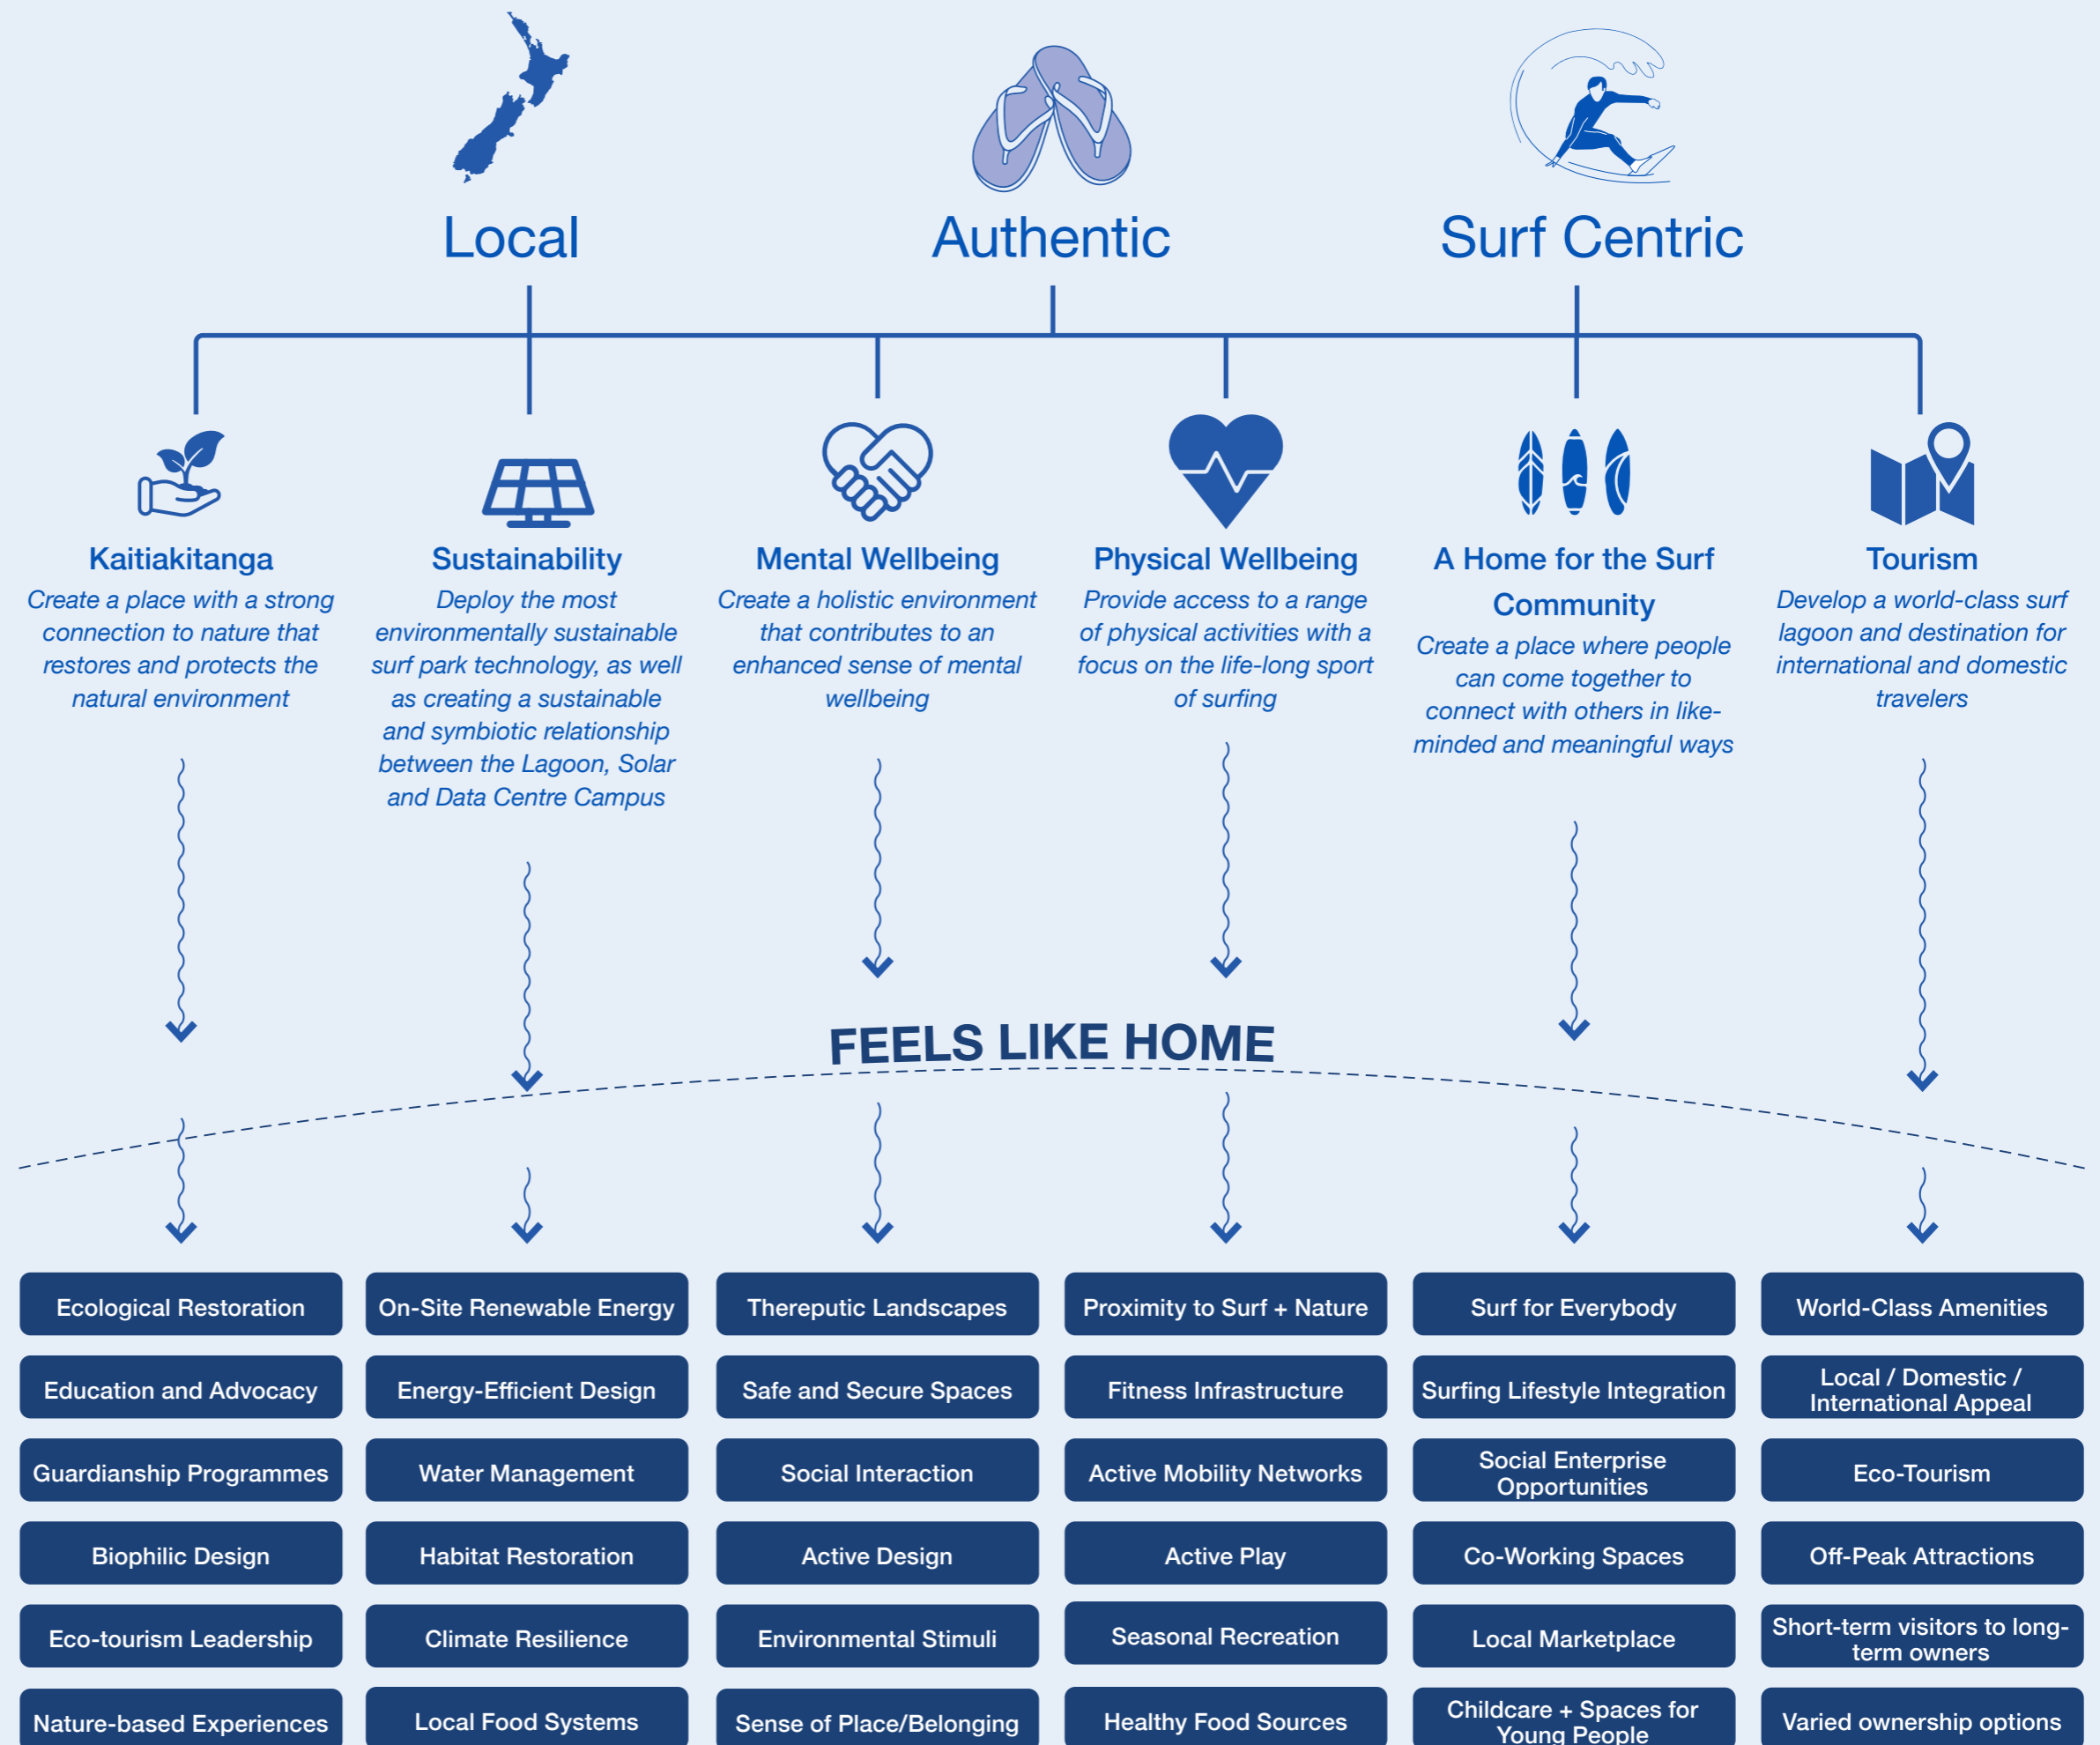 Local
Authentic
Surf Centric
Kaitiakitanga
Create a place with a strong
connection to nature that
restores and protects the
natural environment
Sustainability
Deploy the most
environmentally sustainable
surf park technology, as well
as creating a sustainable
and symbiotic relationship
between the Lagoon, Solar
and Data Centre Campus
Mental Wellbeing
Create a holistic environment
that contributes to an
enhanced sense of mental
wellbeing
Physical Wellbeing
Provide access to a range
of physical activities with a
focus on the life-long sport
of surfing
A Home for the Surf
Community
Create a place where people
can come together to
connect with others in like-
minded and meaningful ways
Tourism
Develop a world-class surf
lagoon and destination for
international and domestic
travelers
FEELS LIKE HOME
Ecological Restoration
Education and Advocacy
Guardianship Programmes
Biophilic Design
Eco-tourism Leadership
Nature-based Experiences
On-Site Renewable Energy
Energy-Efficient Design
Water Management
Habitat Restoration
Climate Resilience
Local Food Systems
Thereputic Landscapes
Safe and Secure Spaces
Social Interaction
Active Design
Environmental Stimuli
Sense of Place/Belonging
Proximity to Surf + Nature
Fitness Infrastructure
Active Mobility Networks
Active Play
Seasonal Recreation
Healthy Food Sources
Surf for Everybody
Surfing Lifestyle Integration
Social Enterprise
Opportunities
Co-Working Spaces
Local Marketplace
Childcare + Spaces for
Young People
World-Class Amenities
Local / Domestic /
International Appeal
Eco-Tourism
Off-Peak Attractions
Short-term visitors to long-
term owners
Varied ownership options